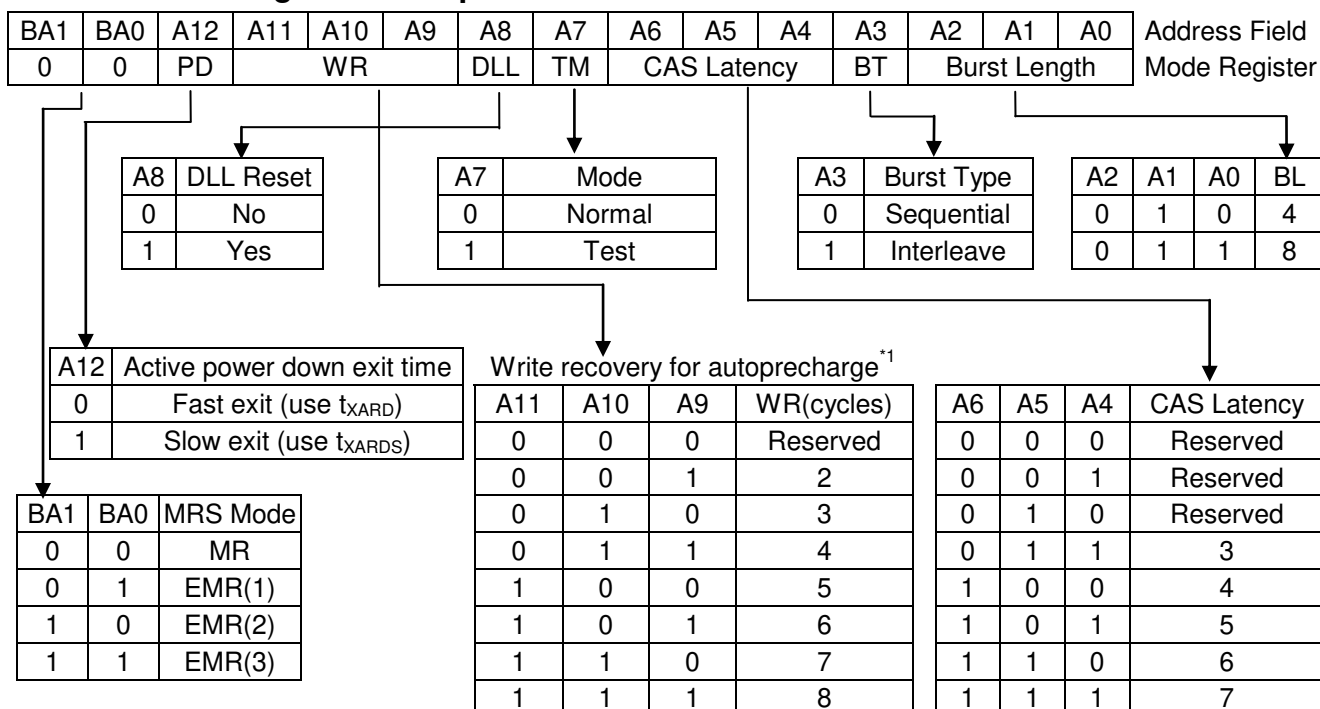 BA1 BA0 A12 A11 A10 A9 A8 A7 A6 A5 A4 A3 A2 A1 A0 Address Field
0 0 PD WR DLL TM CAS Latency BT Burst Length Mode Register
A8 DLL Reset
0 No
1 Yes
A7 Mode
0 Normal
1 Test
A3 Burst Type
0 Sequential
1 Interleave
A2 A1 A0 BL
0 1 0 4
0 1 1 8
A12 Active power down exit time
0 Fast exit (use tXARD)
1 Slow exit (use tXARDS)
Write recovery for autoprecharge*1
A11 A10 A9 WR(cycles)
0 0 0 Reserved
0 0 1 2
0 1 0 3
0 1 1 4
1 0 0 5
1 0 1 6
1 1 0 7
1 1 1 8
A6 A5 A4 CAS Latency
0 0 0 Reserved
0 0 1 Reserved
0 1 0 Reserved
0 1 1 3
1 0 0 4
1 0 1 5
1 1 0 6
1 1 1 7
BA1 BA0 MRS Mode
0 0 MR
0 1 EMR(1)
1 0 EMR(2)
1 1 EMR(3)